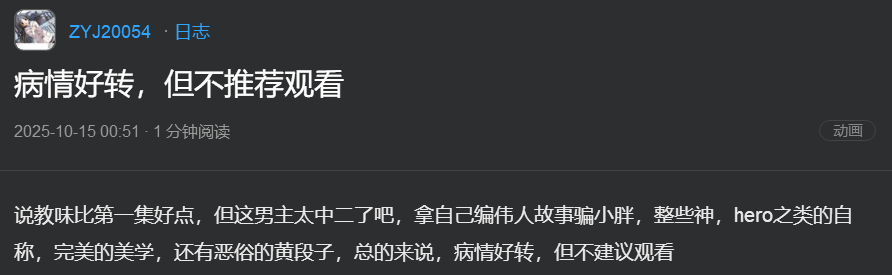 ZYJ20054 · 日志
病情好转，但不推荐观看
2025-10-15 00:51 · 1 分钟阅读 动画
说教味比第一集好点，但这男主太中二了吧，拿自己编伟人故事骗小胖，整些神，hero之类的自
称，完美的美学，还有恶俗的黄段子，总的来说，病情好转，但不建议观看